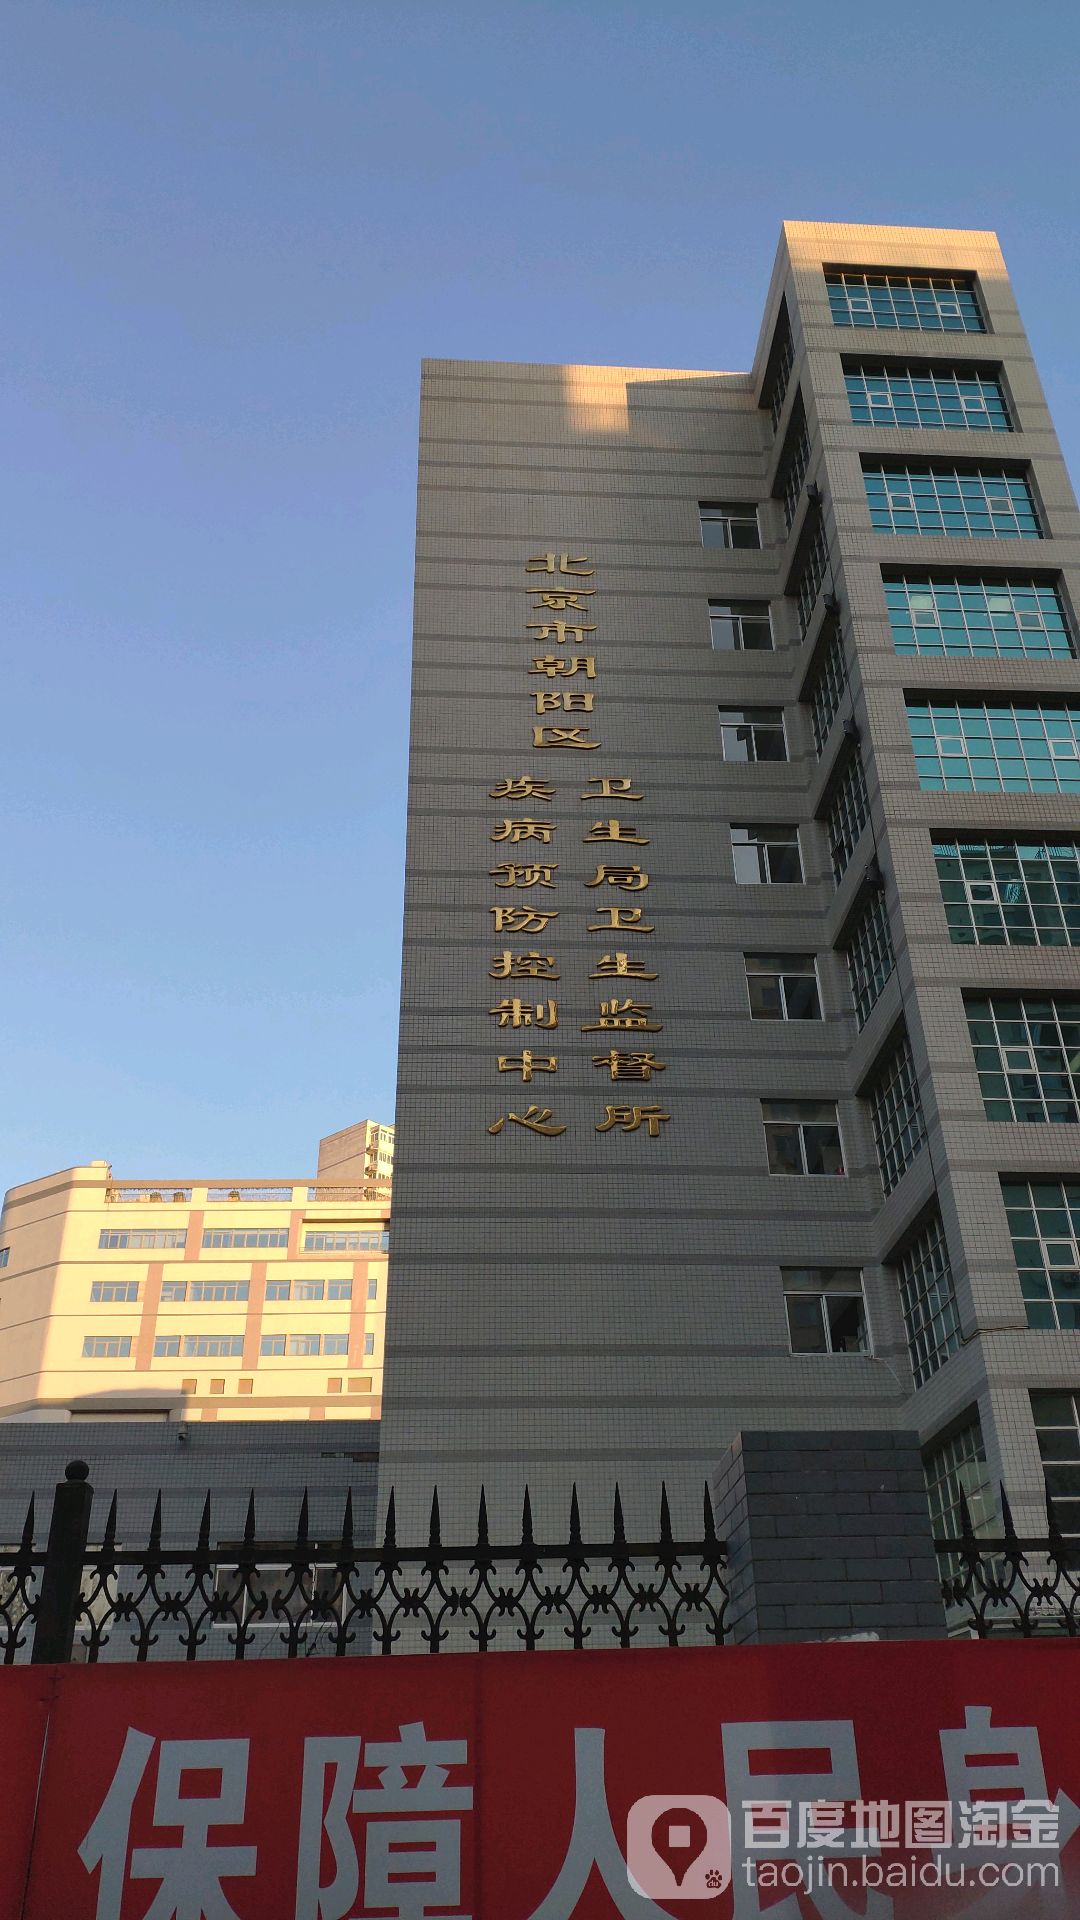 北京市朝阳区
疾病预防控制中心
卫生局卫生监督所
保障人民身
百度地图淘金
taojin.baidu.com